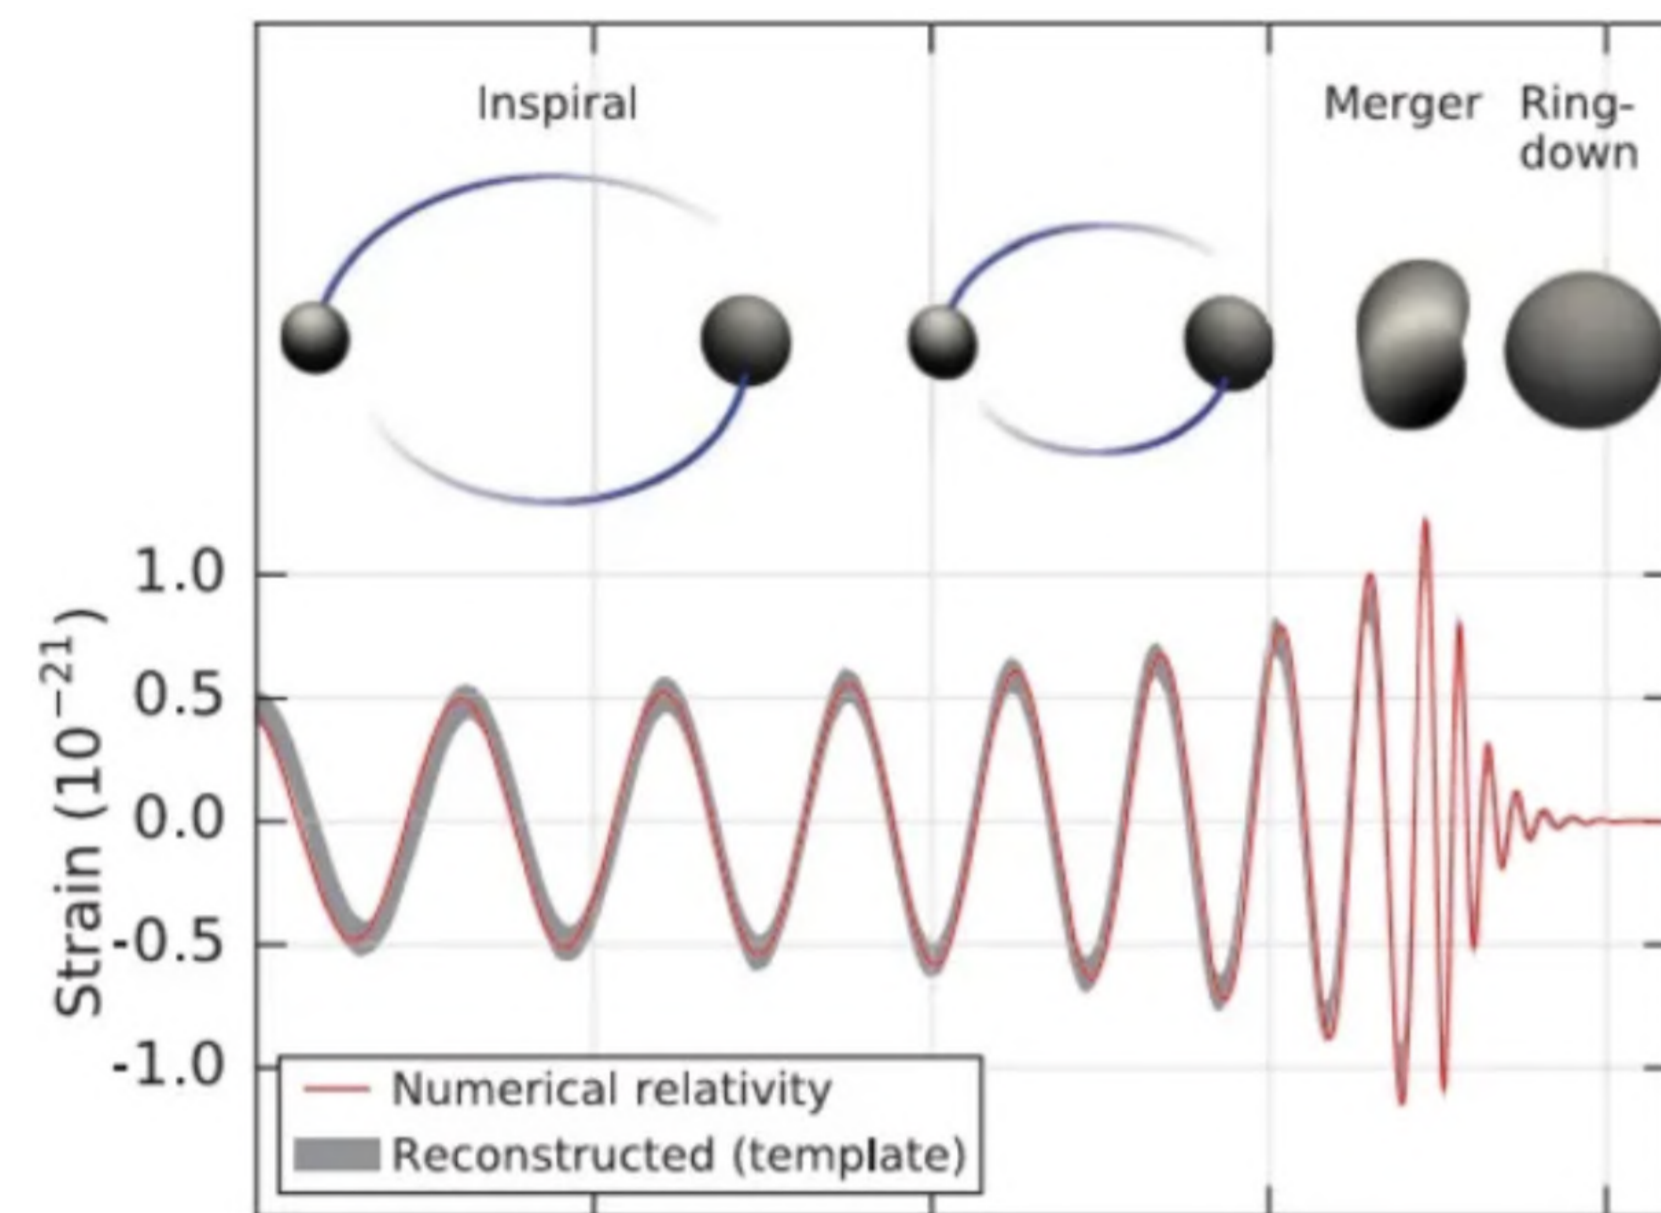 Inspiral
Merger
Ring-
down
Strain (10⁻²¹)
1.0
0.5
0.0
-0.5
-1.0
Numerical relativity
Reconstructed (template)